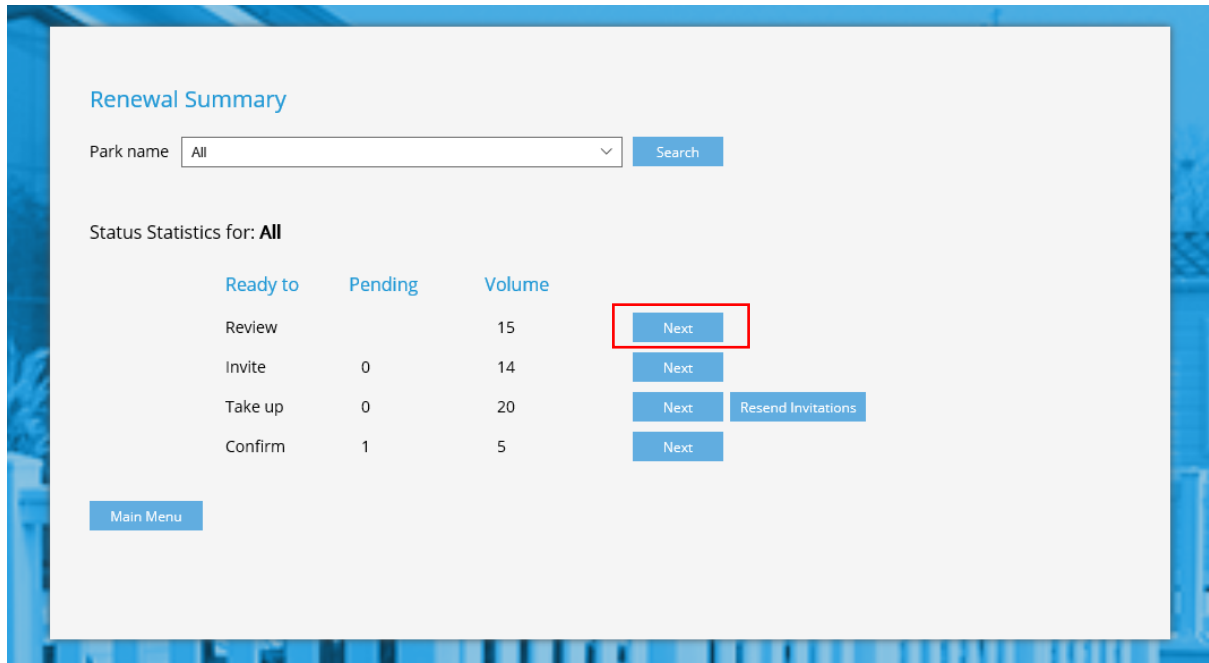 Renewal Summary
Park name All Search
Status Statistics for: All
Ready to Pending Volume
Review 15 Next
Invite 0 14 Next
Take up 0 20 Next Resend Invitations
Confirm 1 5 Next
Main Menu